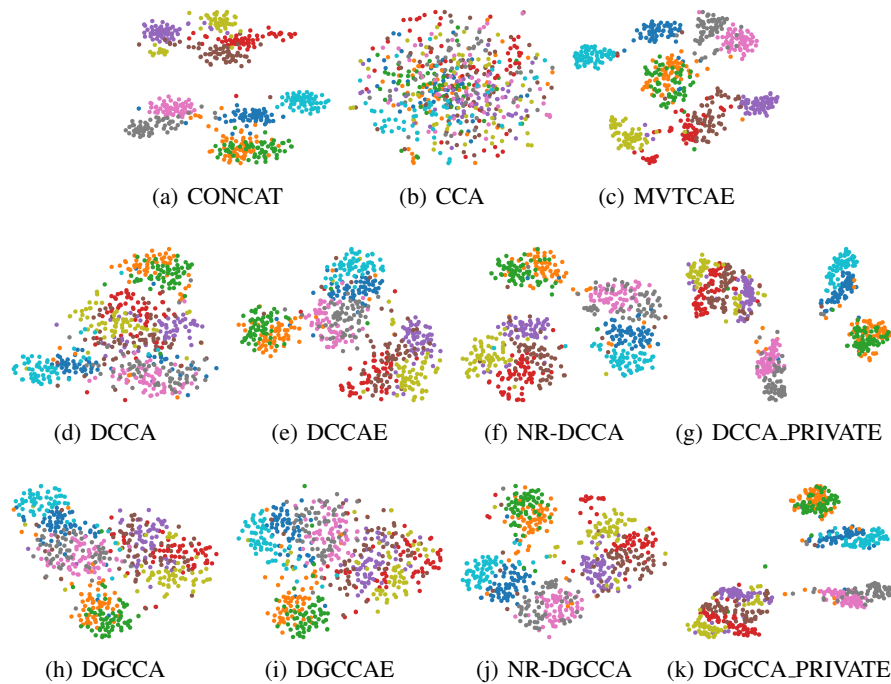 (a) CONCAT
(b) CCA
(c) MVTCAE
(d) DCCA
(e) DCCAE
(f) NR-DCCA
(g) DCCA_PRIVATE
(h) DGCCA
(i) DGCCAE
(j) NR-DGCCA
(k) DGCCA_PRIVATE